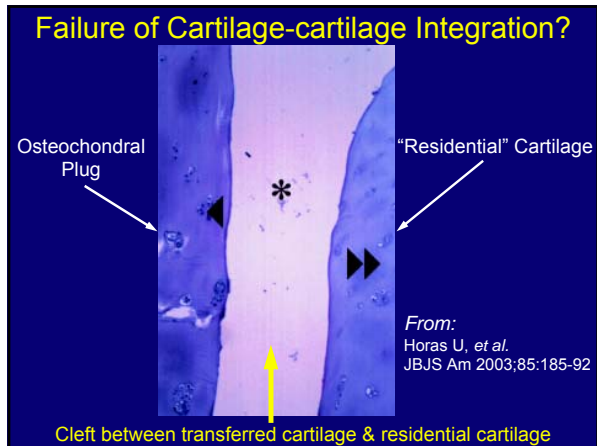 Failure of Cartilage-cartilage Integration?
Osteochondral
Plug
"Residential" Cartilage
*
From:
Horas U, et al.
JBJS Am 2003;85:185-92
Cleft between transferred cartilage & residential cartilage